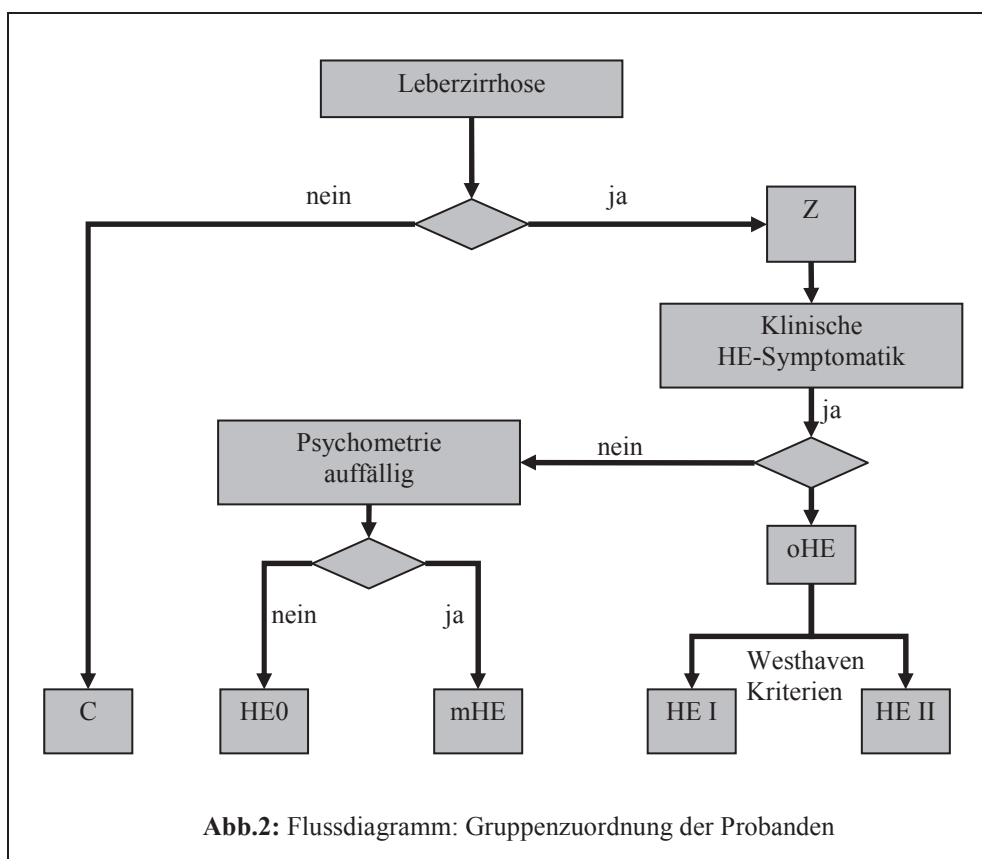 Leberzirrhose
nein
ja
Z
Klinische
HE-Symptomatik
ja
nein
Psychometrie
auffällig
oHE
nein
ja
Westhaven
Kriterien
C
HE0
mHE
HE I
HE II
Abb.2: Flussdiagramm: Gruppenzuordnung der Probanden